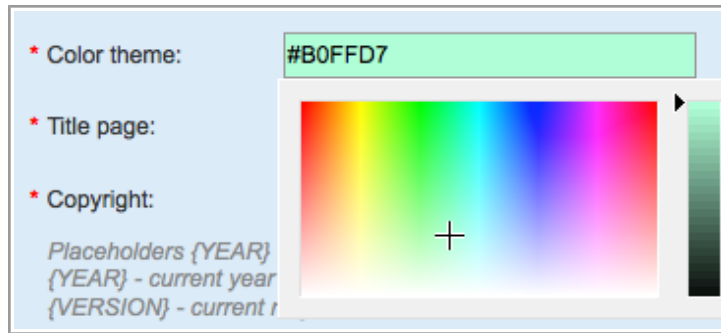 * Color theme: #B0FFD7
* Title page:
* Copyright:
Placeholders {YEAR}
{YEAR} - current year
{VERSION} - current